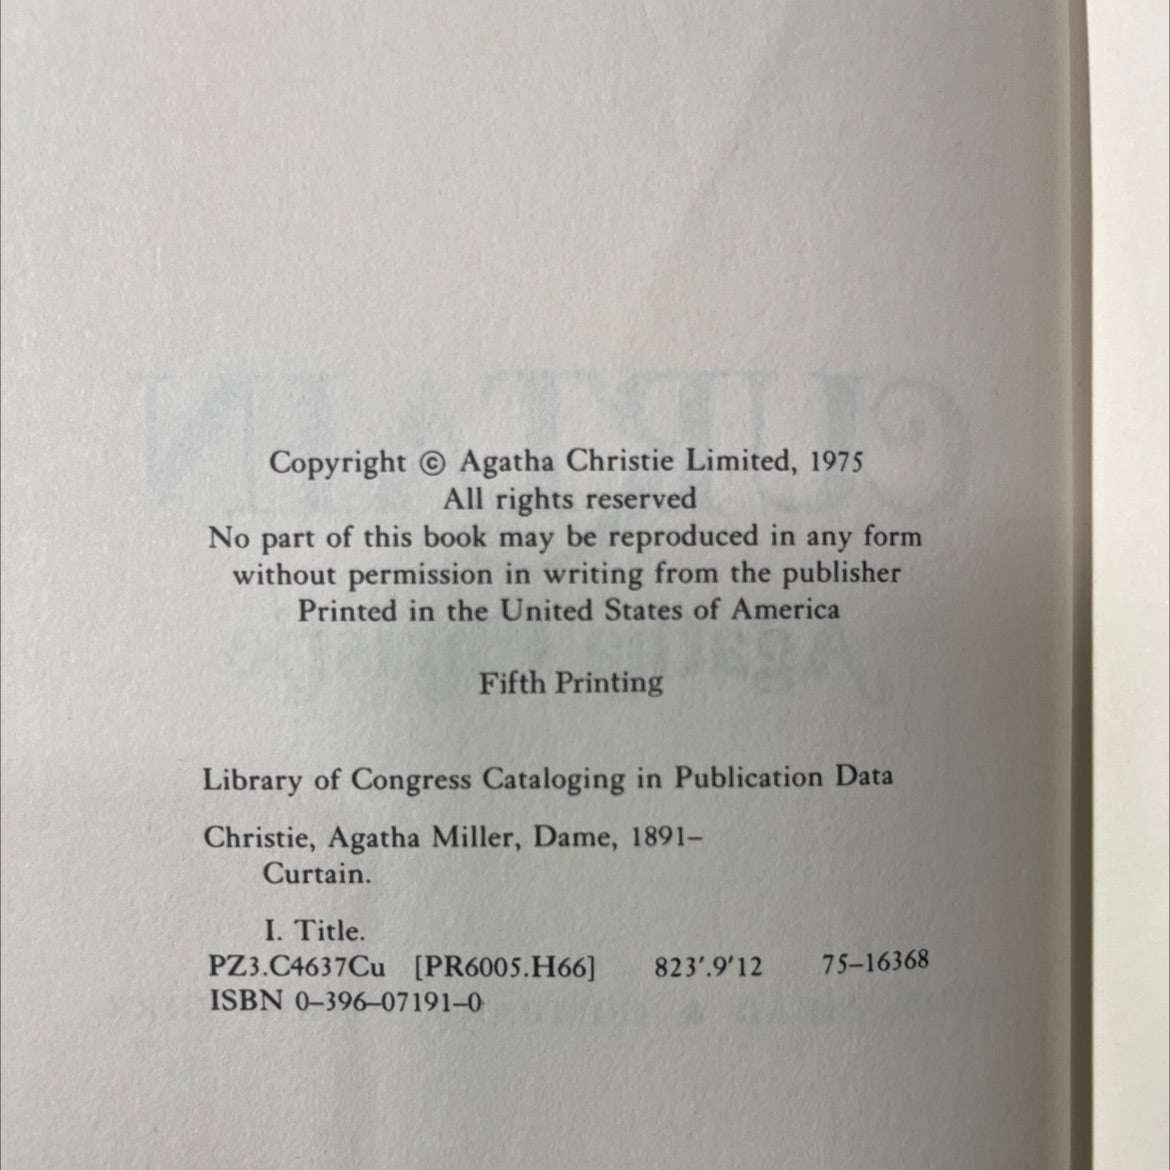 Copyright © Agatha Christie Limited, 1975
All rights reserved
No part of this book may be reproduced in any form
without permission in writing from the publisher
Printed in the United States of America
Fifth Printing
Library of Congress Cataloging in Publication Data
Christie, Agatha Miller, Dame, 1891–
Curtain.
I. Title.
PZ3.C4637Cu [PR6005.H66] 823′.9′12 75–16368
ISBN 0–396–07191–0